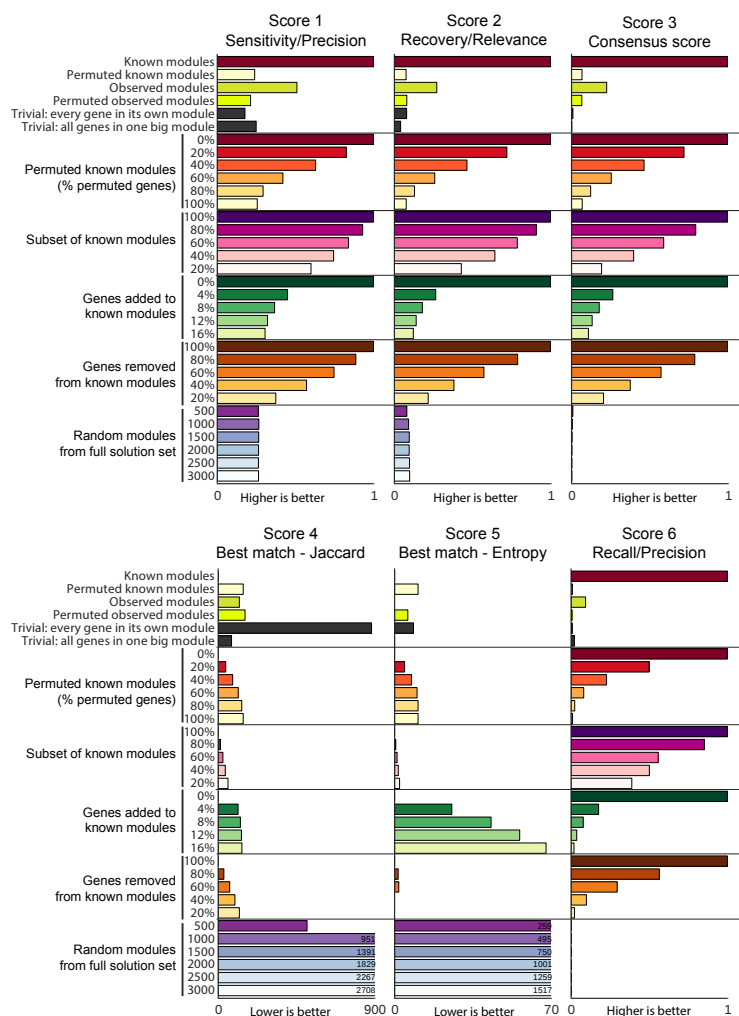 Score 1
Sensitivity/Precision
Score 2
Recovery/Relevance
Score 3
Consensus score
Known modules
Permuted known modules
Observed modules
Permuted observed modules
Trivial: every gene in its own module
Trivial: all genes in one big module
Permuted known modules
(% permuted genes)
0%
20%
40%
60%
80%
100%
Subset of known modules
100%
80%
60%
40%
20%
Genes added to
known modules
0%
4%
8%
12%
16%
Genes removed
from known modules
100%
80%
60%
40%
20%
Random modules
from full solution set
500
1000
1500
2000
2500
3000
0 Higher is better 1
0 Higher is better 1
0 Higher is better 1
Score 4
Best match - Jaccard
Score 5
Best match - Entropy
Score 6
Recall/Precision
Known modules
Permuted known modules
Observed modules
Permuted observed modules
Trivial: every gene in its own module
Trivial: all genes in one big module
Permuted known modules
(% permuted genes)
0%
20%
40%
60%
80%
100%
Subset of known modules
100%
80%
60%
40%
20%
Genes added to
known modules
0%
4%
8%
12%
16%
Genes removed
from known modules
100%
80%
60%
40%
20%
Random modules
from full solution set
500 259
1000 951 495
1500 1391 750
2000 1829 1001
2500 2267 1259
3000 2708 1517
0 Lower is better 900
0 Lower is better 70
0 Higher is better 1